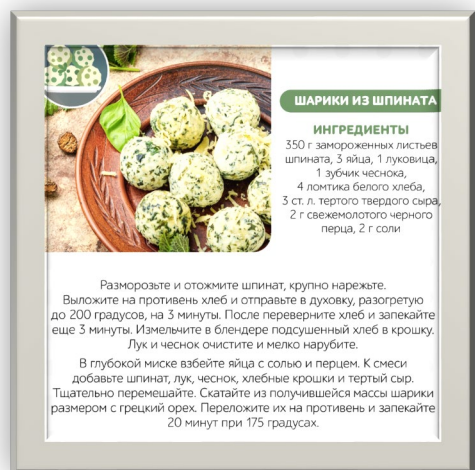 ШАРИКИ ИЗ ШПИНАТА
ИНГРЕДИЕНТЫ
350 г замороженных листьев
шпината, 3 яйца, 1 луковица,
1 зубчик чеснока,
4 ломтика белого хлеба,
3 ст. л. тертого твердого сыра,
2 г свежемолотого черного
перца, 2 г соли
Разморозьте и отожмите шпинат, крупно нарежьте.
Выложите на противень хлеб и отправьте в духовку, разогретую
до 200 градусов, на 3 минуты. После переверните хлеб и запекайте
еще 3 минуты. Измельчите в блендере подсушенный хлеб в крошку.
Лук и чеснок очистите и мелко нарубите.
В глубокой миске взбейте яйца с солью и перцем. К смеси
добавьте шпинат, лук, чеснок, хлебные крошки и тертый сыр.
Тщательно перемешайте. Скатайте из получившейся массы шарики
размером с грецкий орех. Переложите их на противень и запекайте
20 минут при 175 градусах.